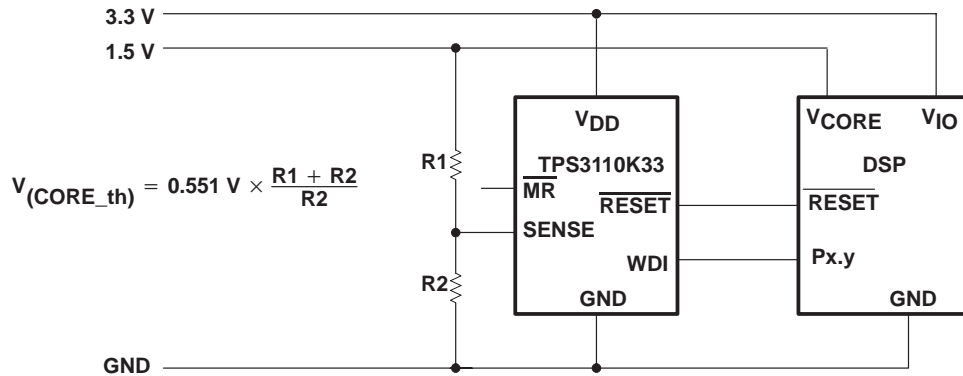 3.3 V
1.5 V
VDD
VCORE VIO
R1
TPS3110K33
DSP
V(CORE_th) = 0.551 V × R1 + R2 / R2
MR
RESET
RESET
SENSE
WDI
Px.y
R2
GND
GND
GND